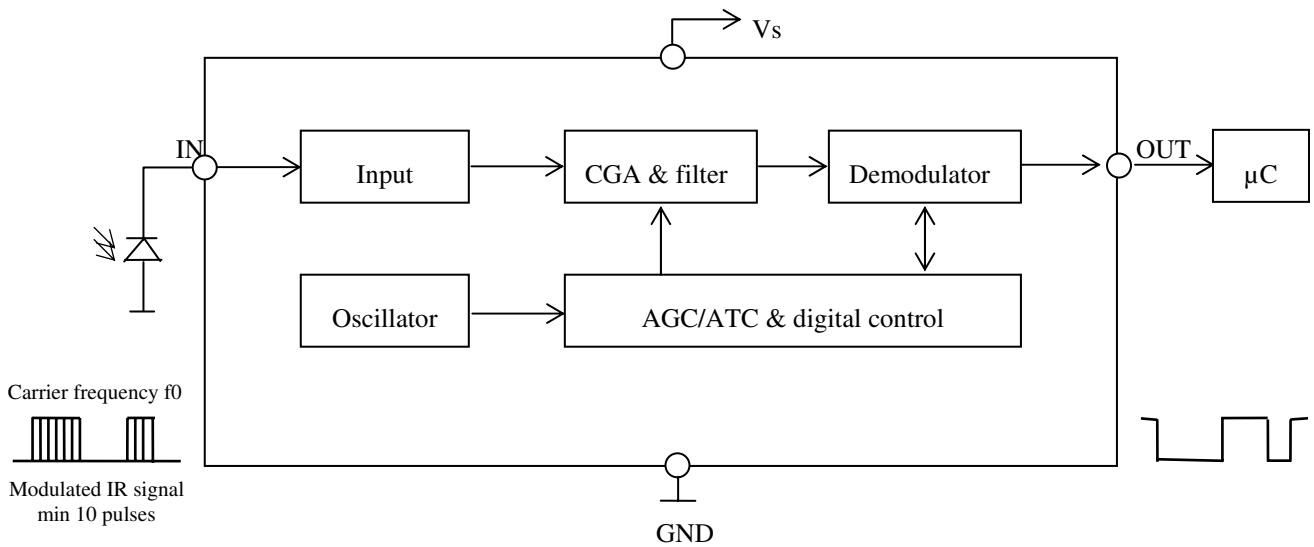 Vs
IN
Input
CGA & filter
Demodulator
OUT
µC
Oscillator
AGC/ATC & digital control
Carrier frequency f0
Modulated IR signal
min 10 pulses
GND